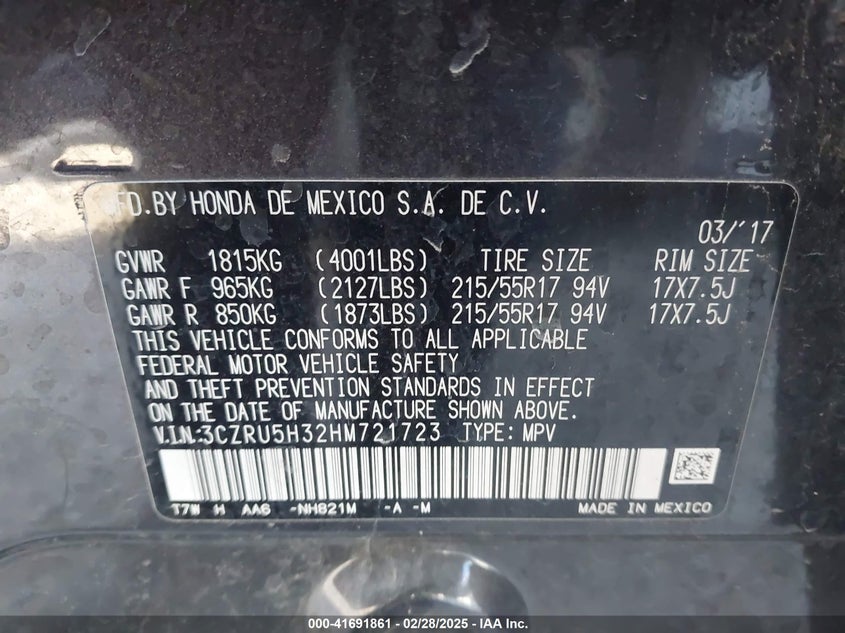 MFD.BY HONDA DE MEXICO S.A. DE C.V.
03/'17
GVWR 1815KG (4001LBS) TIRE SIZE RIM SIZE
GAWR F 965KG (2127LBS) 215/55R17 94V 17X7.5J
GAWR R 850KG (1873LBS) 215/55R17 94V 17X7.5J
THIS VEHICLE CONFORMS TO ALL APPLICABLE
FEDERAL MOTOR VEHICLE SAFETY
AND THEFT PREVENTION STANDARDS IN EFFECT
ON THE DATE OF MANUFACTURE SHOWN ABOVE.
V.I.N.:3CZRU5H32HM721723 TYPE: MPV
T7W H AA6 -NH821M -A -M MADE IN MEXICO
000-41691861 - 02/28/2025 - IAA Inc.